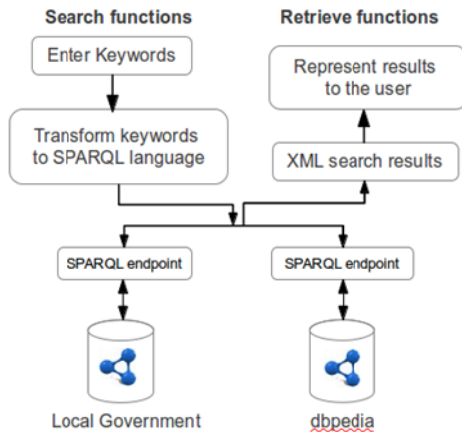 Search functions
Retrieve functions
Enter Keywords
Represent results
to the user
Transform keywords
to SPARQL language
XML search results
SPARQL endpoint
SPARQL endpoint
Local Government
dbpedia